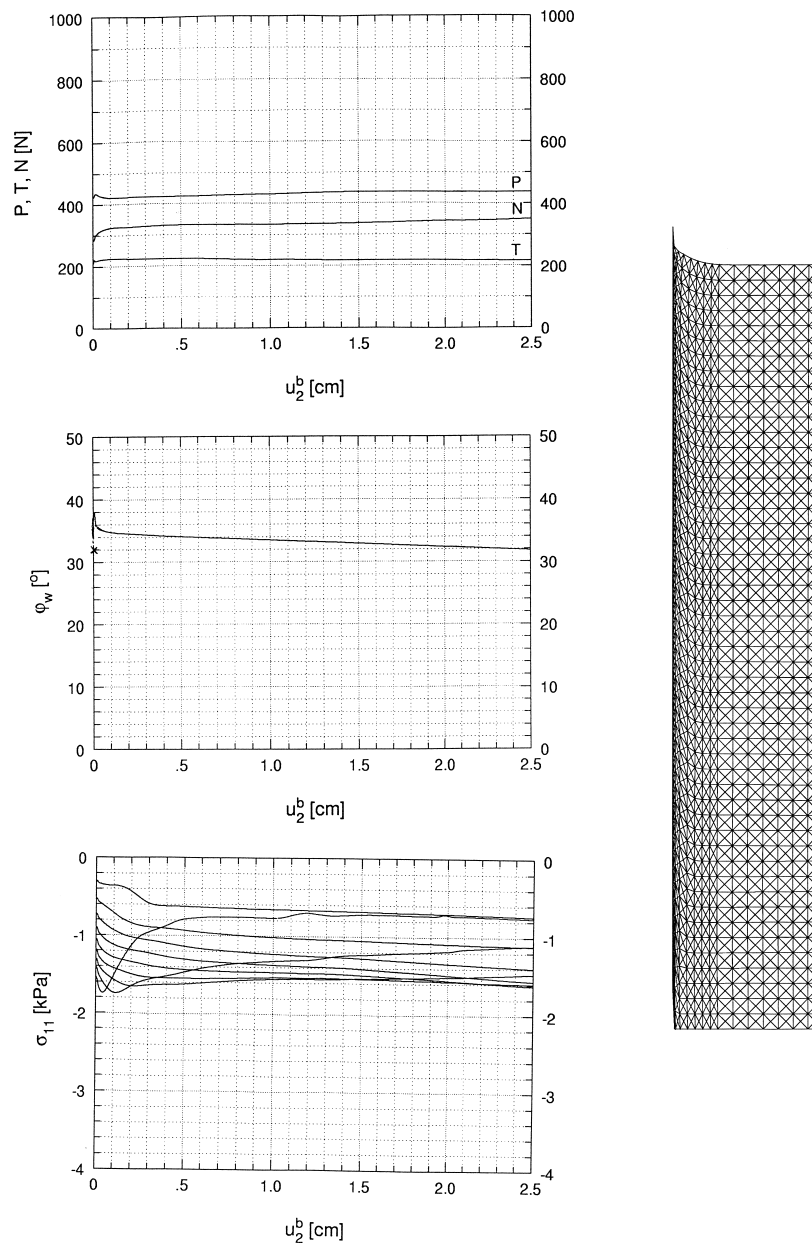 1000 1000
800 800
600 600
P, T, N [N]
P
400 400
N
T
200 200
0 0
0 .5 1.0 1.5 2.0 2.5
u₂ᵇ [cm]
50 50
40 40
×
30 30
φ_w [°]
20 20
10 10
0 0
0 .5 1.0 1.5 2.0 2.5
u₂ᵇ [cm]
0 0
-1 -1
σ₁₁ [kPa]
-2 -2
-3 -3
-4 -4
0 .5 1.0 1.5 2.0 2.5
u₂ᵇ [cm]